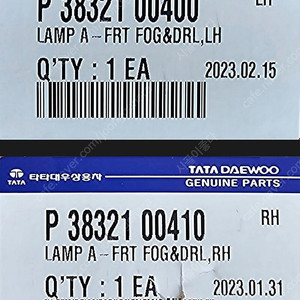 P 38321 00400
LH
LAMP A-FRT FOG&DRL,LH
Q'TY : 1 EA
2023.02.15
TATA 타타대우상용차
TATA DAEWOO
GENUINE PARTS
P 38321 00410
RH
LAMP A-FRT FOG&DRL,RH
Q'TY : 1 EA
2023.01.31